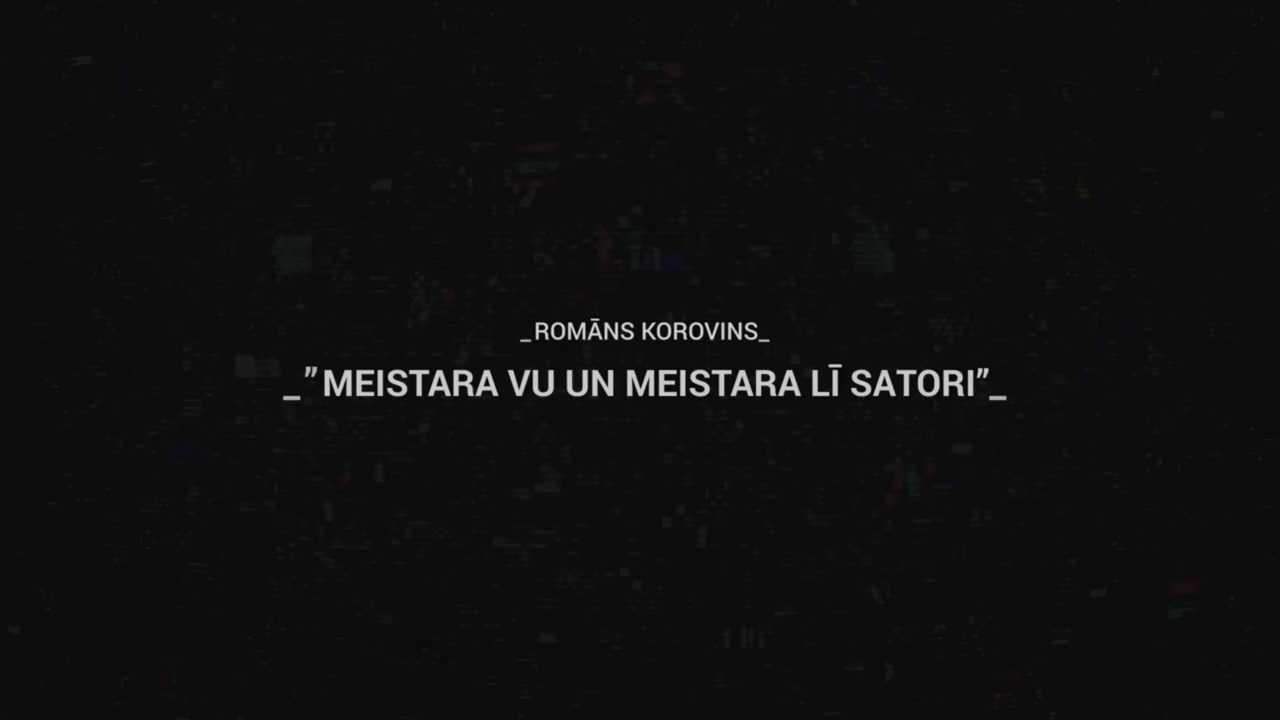 _ROMĀNS KOROVINS_
_”MEISTARA VU UN MEISTARA LĪ SATORI”_